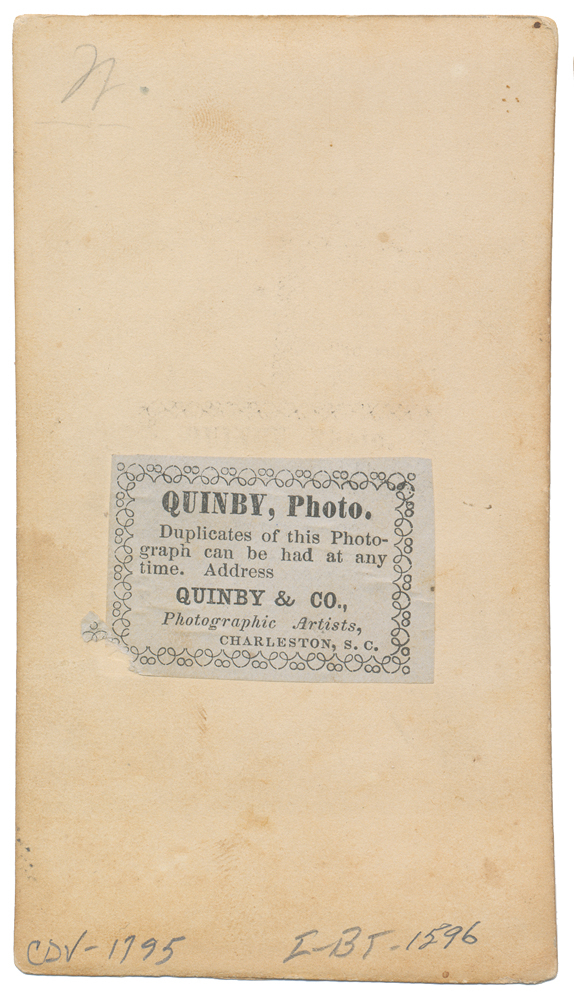 QUINBY, Photo.
Duplicates of this Photo-
graph can be had at any
time. Address
QUINBY & CO.,
Photographic Artists,
CHARLESTON, S. C.
CDV-1795 I-BT-1596